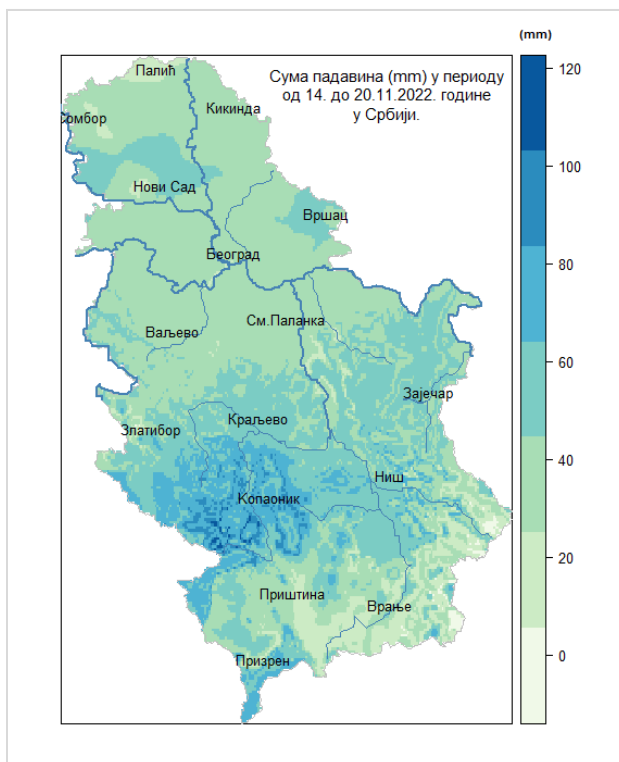 (mm)
Сума падавина (mm) у периоду
од 14. до 20.11.2022. године
у Србији.
Палић
Кикинда
Сомбор
Нови Сад
Вршац
Београд
См.Паланка
Ваљево
Зајечар
Краљево
Златибор
Ниш
Копаоник
Приштина
Врање
Призрен
120
100
80
60
40
20
0